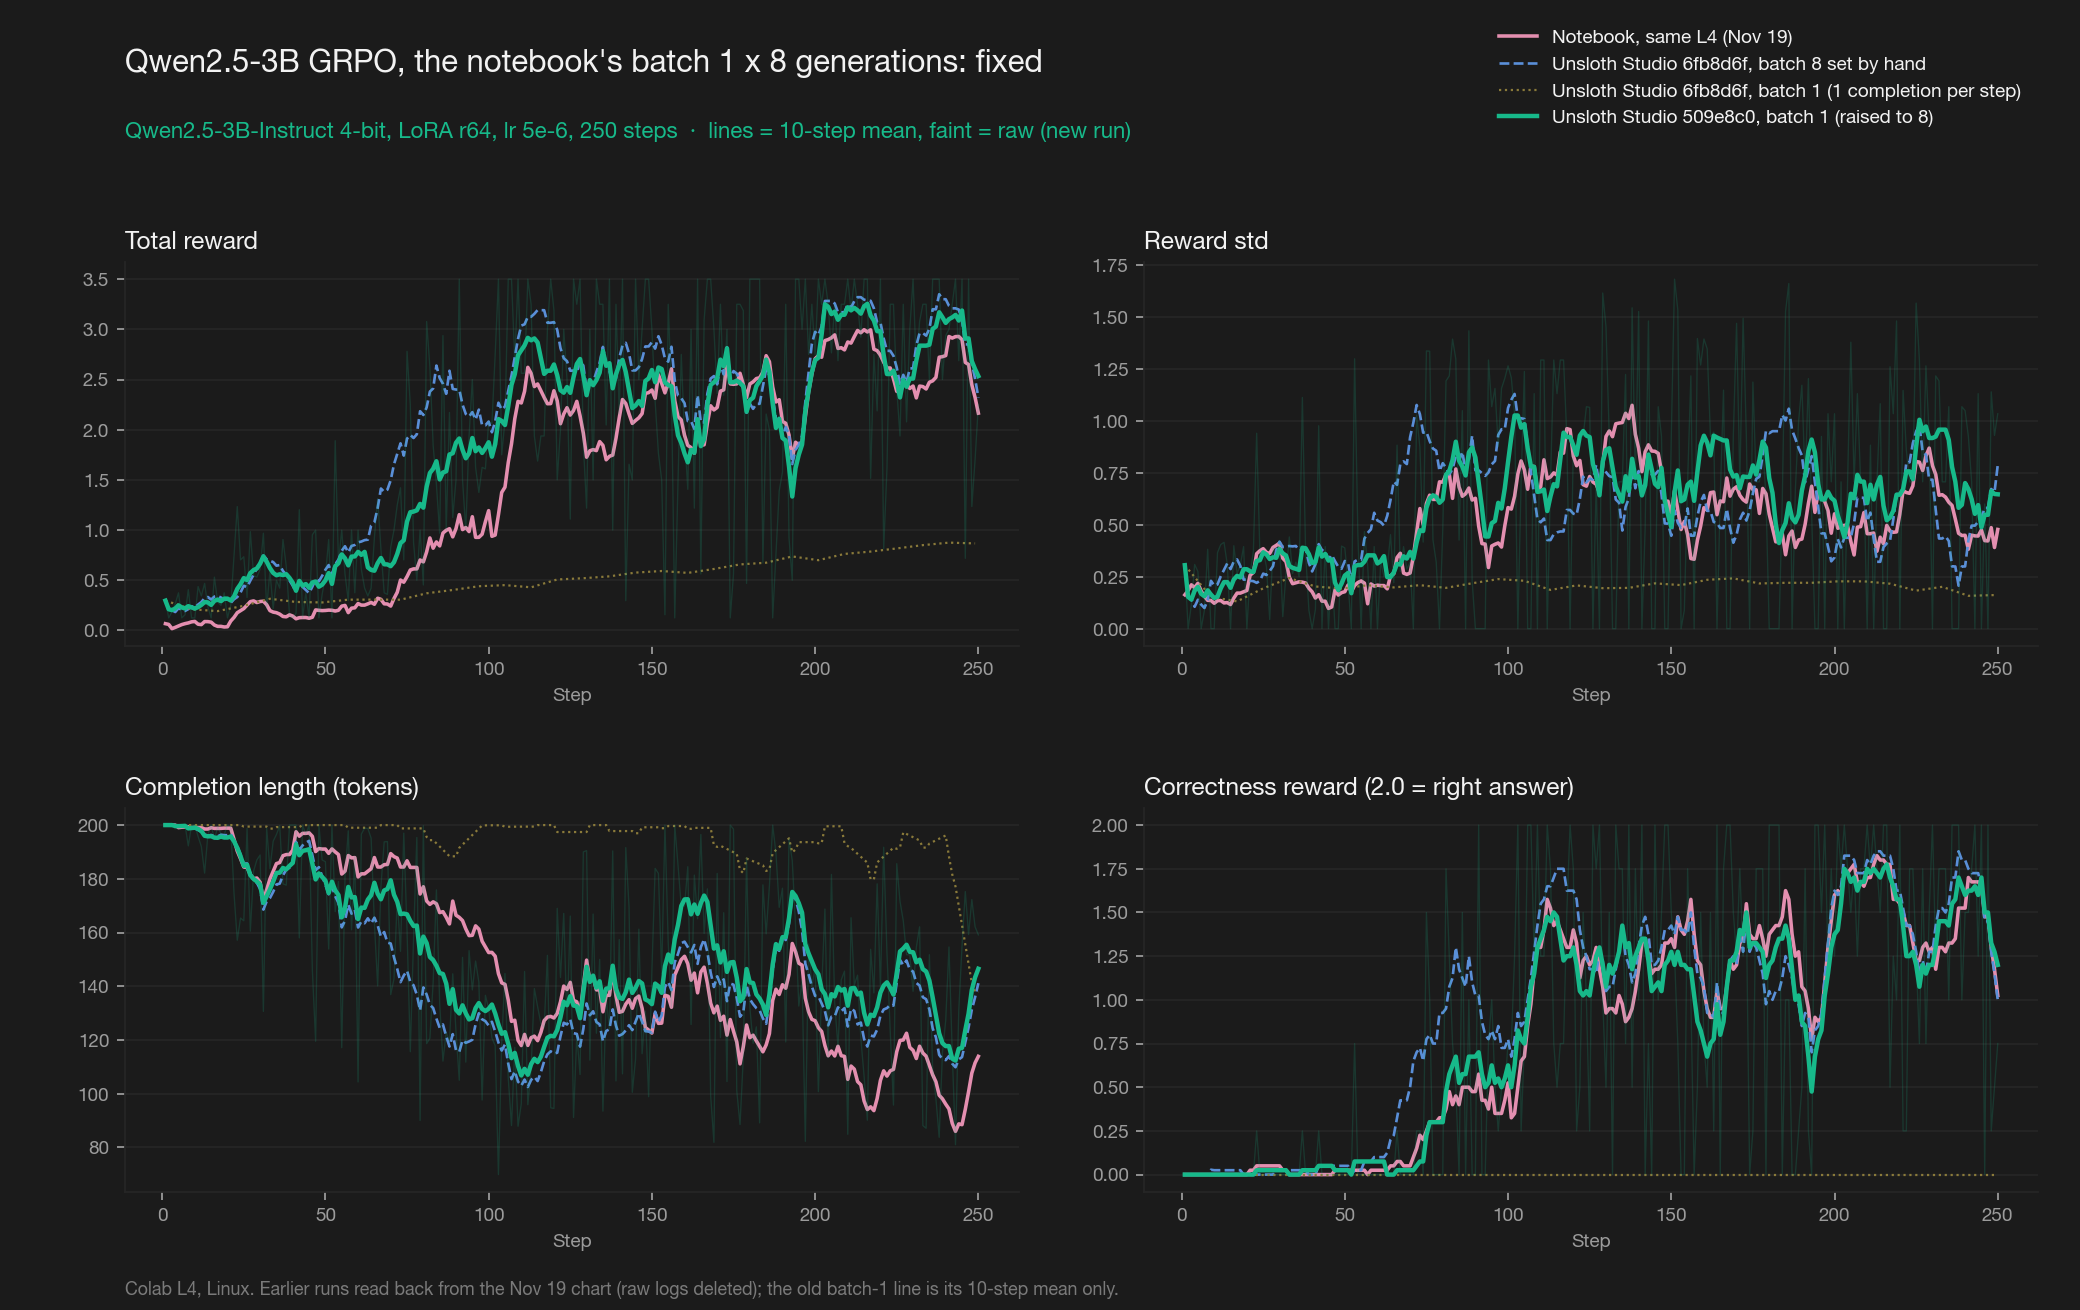 Qwen2.5-3B GRPO, the notebook's batch 1 x 8 generations: fixed
Qwen2.5-3B-Instruct 4-bit, LoRA r64, lr 5e-6, 250 steps · lines = 10-step mean, faint = raw (new run)
Notebook, same L4 (Nov 19)
Unsloth Studio 6fb8d6f, batch 8 set by hand
Unsloth Studio 6fb8d6f, batch 1 (1 completion per step)
Unsloth Studio 509e8c0, batch 1 (raised to 8)
Total reward
3.5
3.0
2.5
2.0
1.5
1.0
0.5
0.0
0 50 100 150 200 250
Step
Reward std
1.75
1.50
1.25
1.00
0.75
0.50
0.25
0.00
0 50 100 150 200 250
Step
Completion length (tokens)
200
180
160
140
120
100
80
0 50 100 150 200 250
Step
Correctness reward (2.0 = right answer)
2.00
1.75
1.50
1.25
1.00
0.75
0.50
0.25
0.00
0 50 100 150 200 250
Step
Colab L4, Linux. Earlier runs read back from the Nov 19 chart (raw logs deleted); the old batch-1 line is its 10-step mean only.